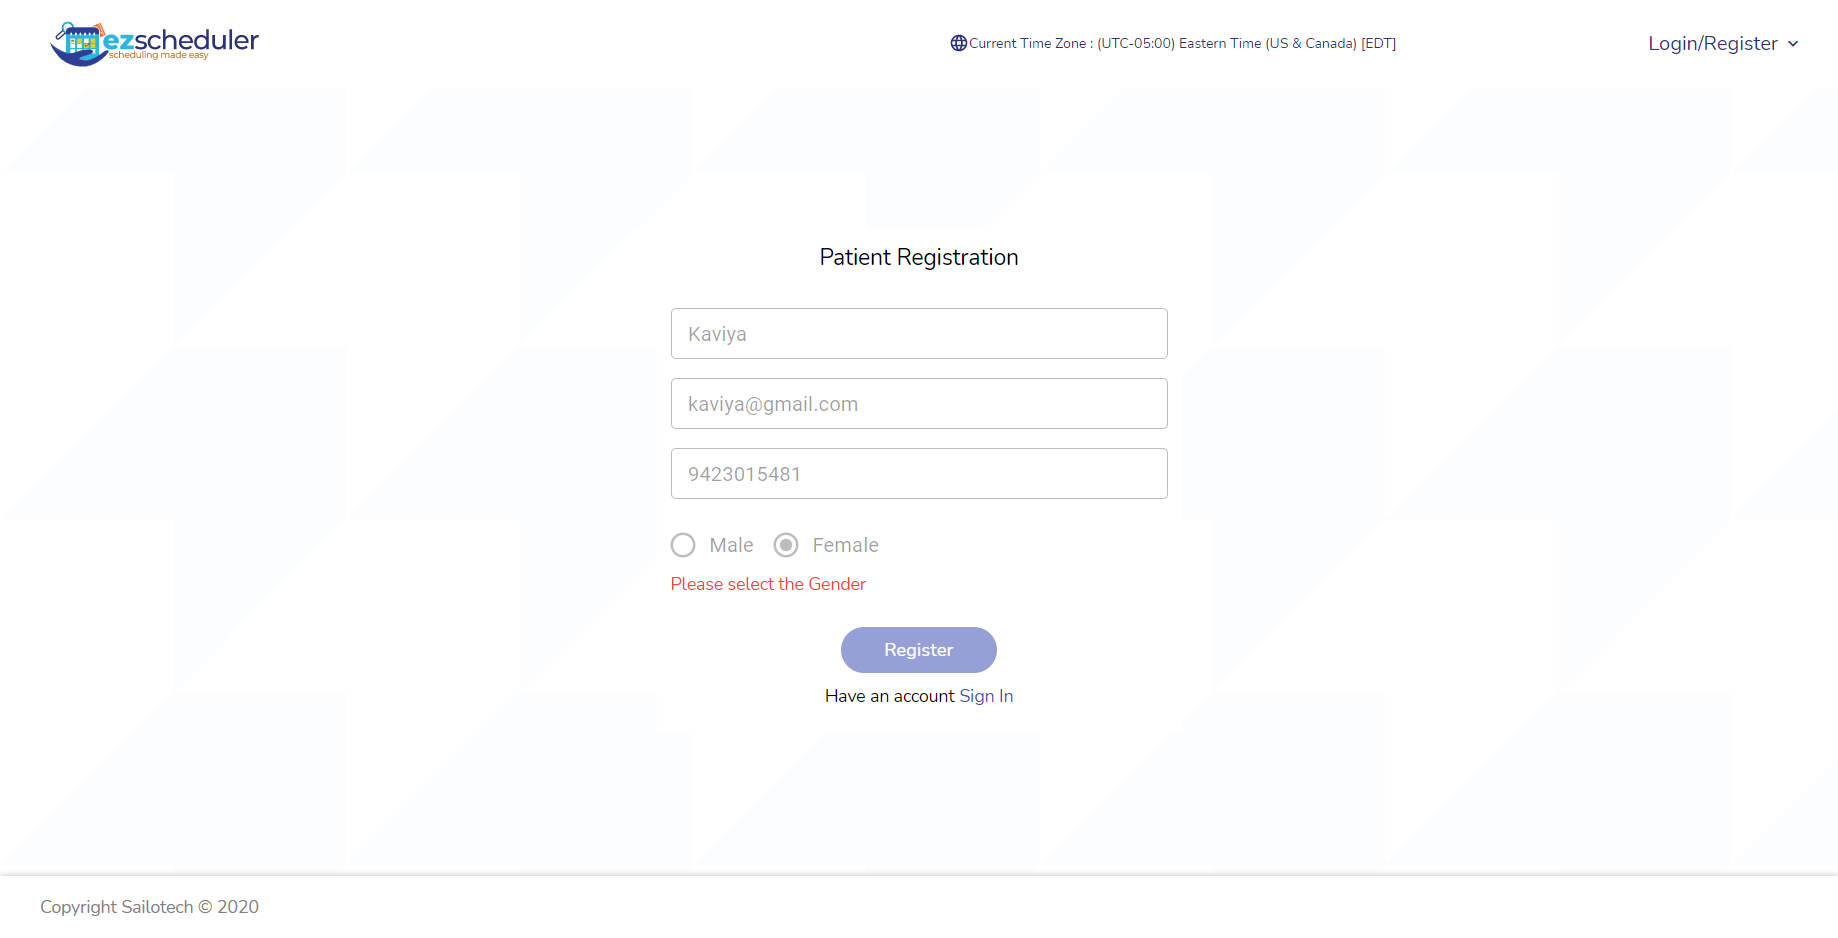 ezscheduler
scheduling made easy
Current Time Zone : (UTC-05:00) Eastern Time (US & Canada) [EDT]
Login/Register
Patient Registration
Kaviya
kaviya@gmail.com
9423015481
Male Female
Please select the Gender
Register
Have an account Sign In
Copyright Sailotech © 2020